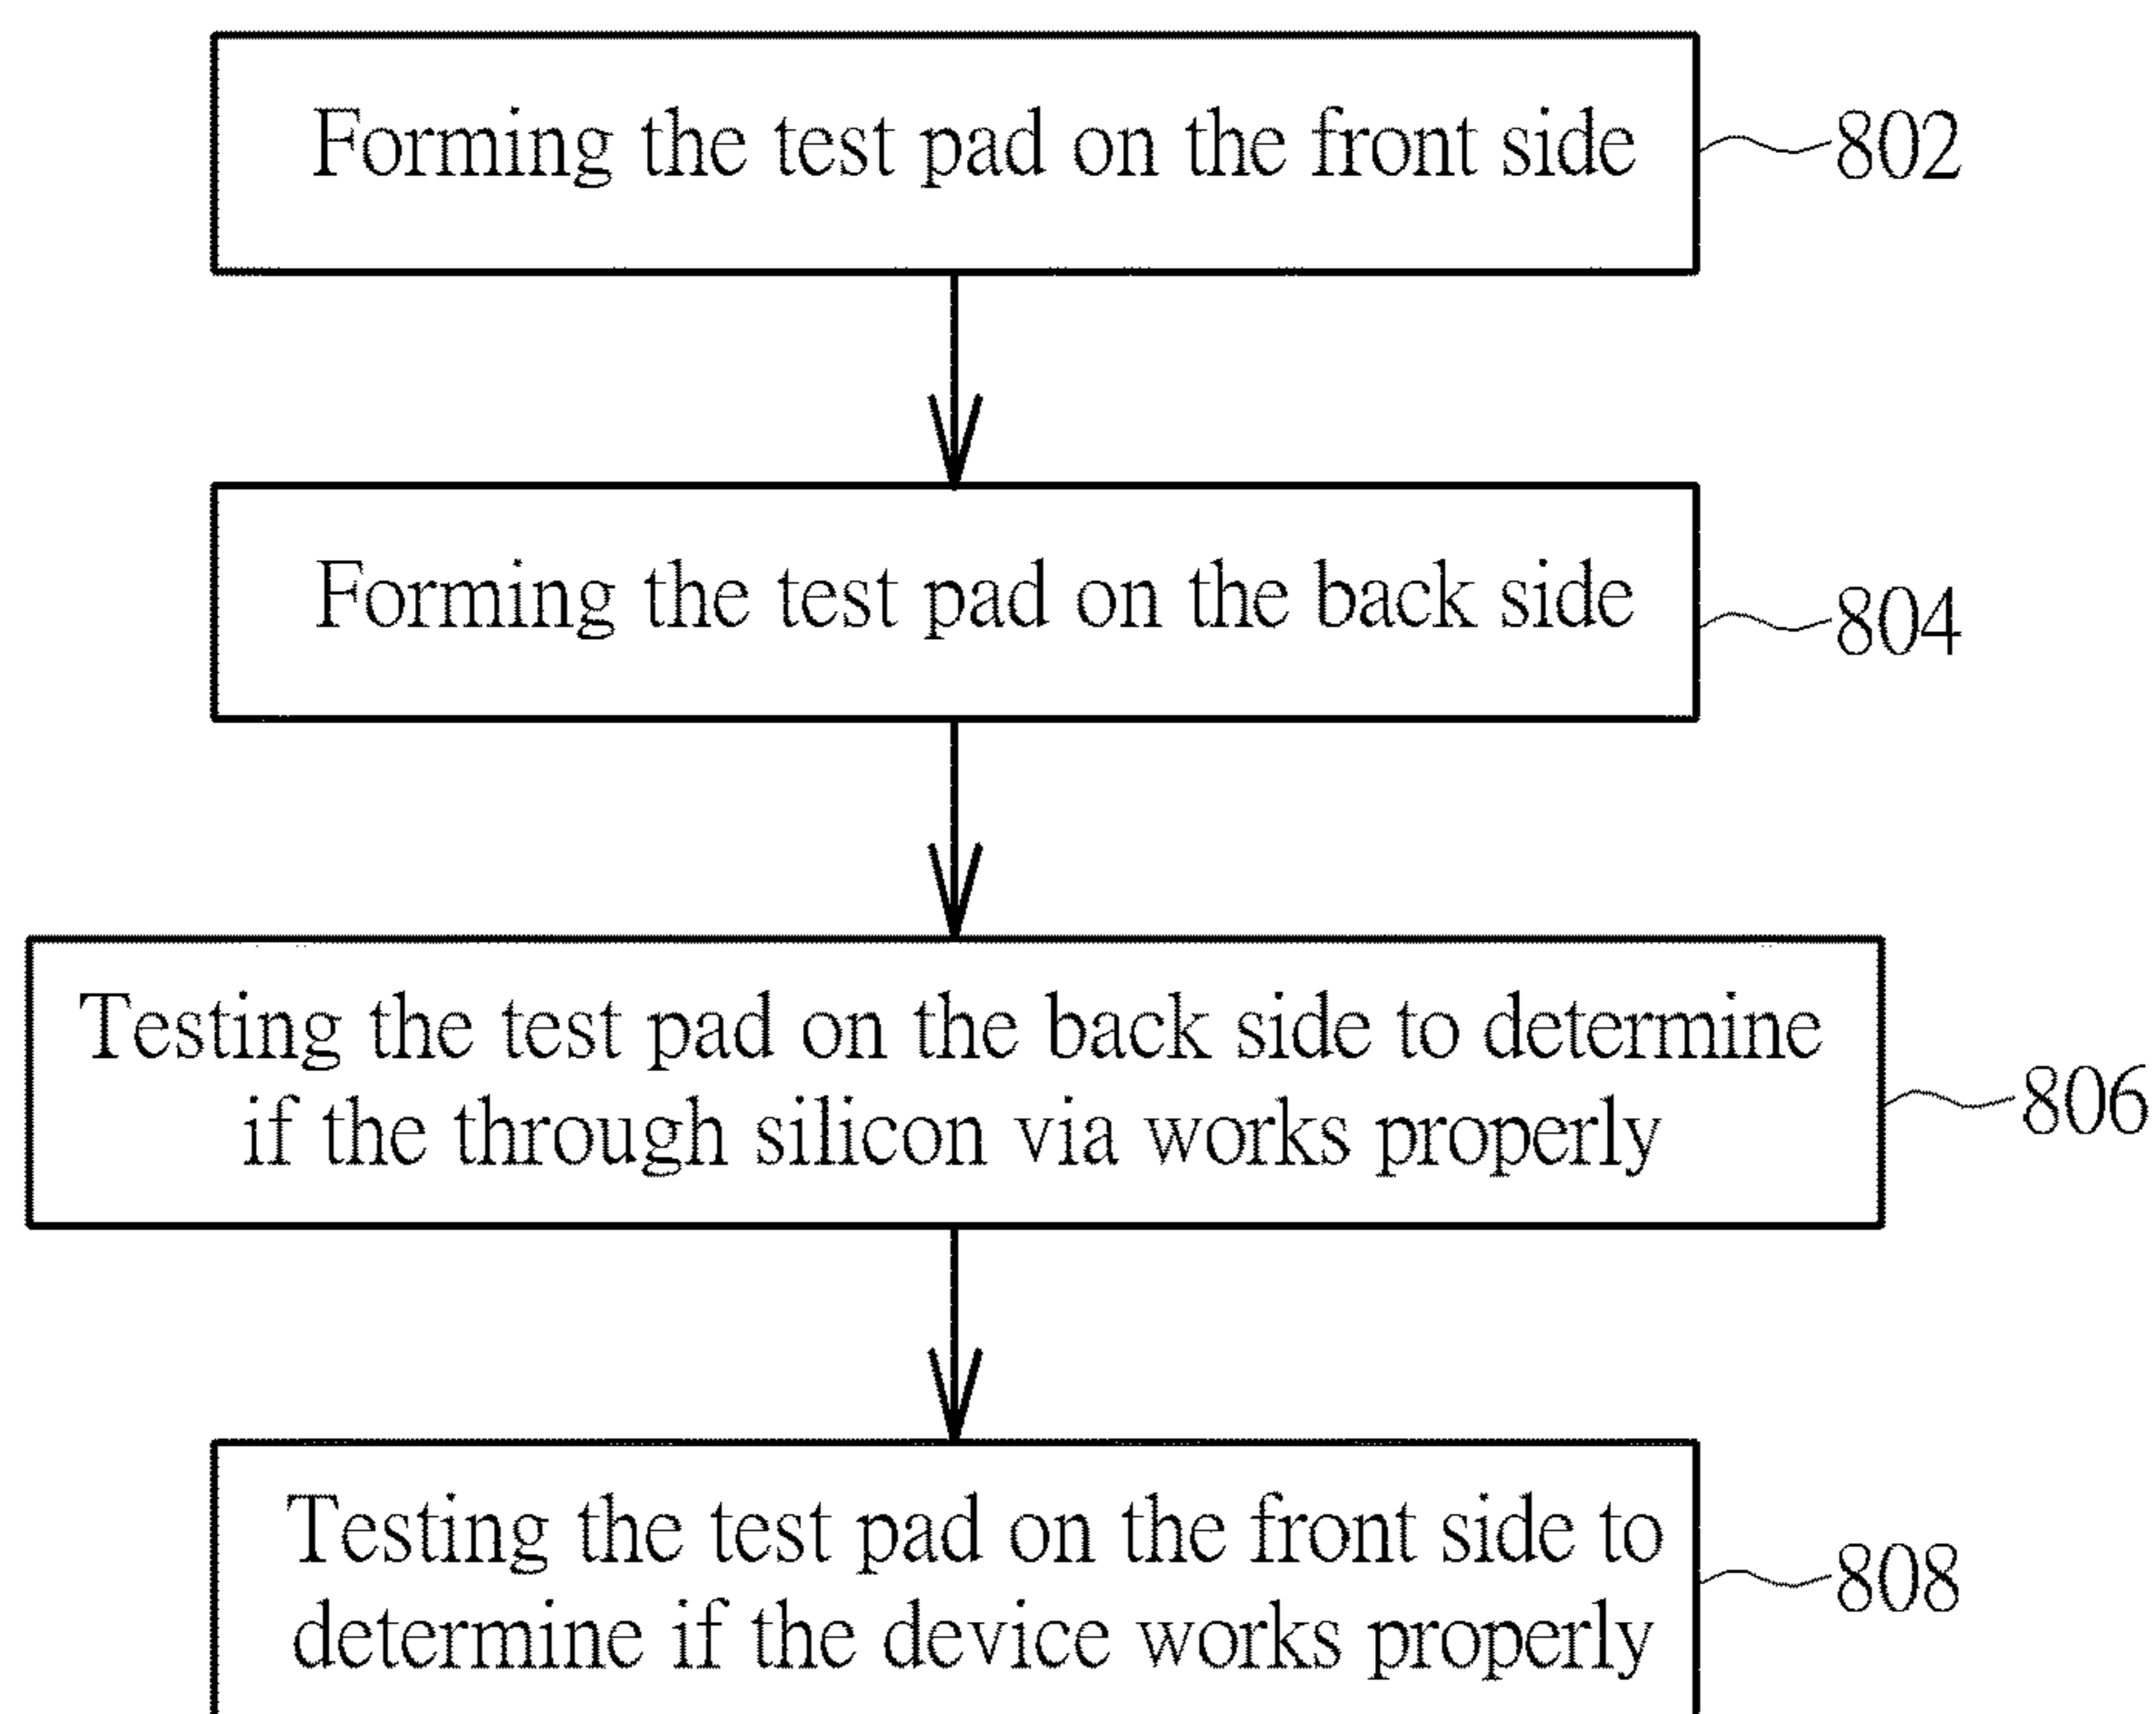 Forming the test pad on the front side
802
Forming the test pad on the back side
804
Testing the test pad on the back side to determine
if the through silicon via works properly
806
Testing the test pad on the front side to
determine if the device works properly
808